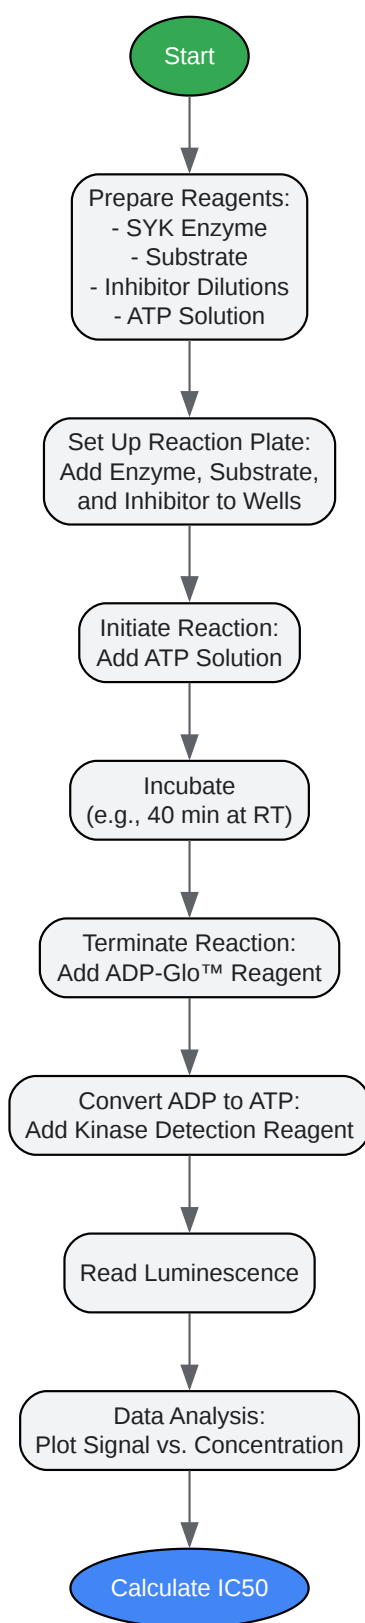 Start
Prepare Reagents:
- SYK Enzyme
- Substrate
- Inhibitor Dilutions
- ATP Solution
Set Up Reaction Plate:
Add Enzyme, Substrate,
and Inhibitor to Wells
Initiate Reaction:
Add ATP Solution
Incubate
(e.g., 40 min at RT)
Terminate Reaction:
Add ADP-Glo™ Reagent
Convert ADP to ATP:
Add Kinase Detection Reagent
Read Luminescence
Data Analysis:
Plot Signal vs. Concentration
Calculate IC50